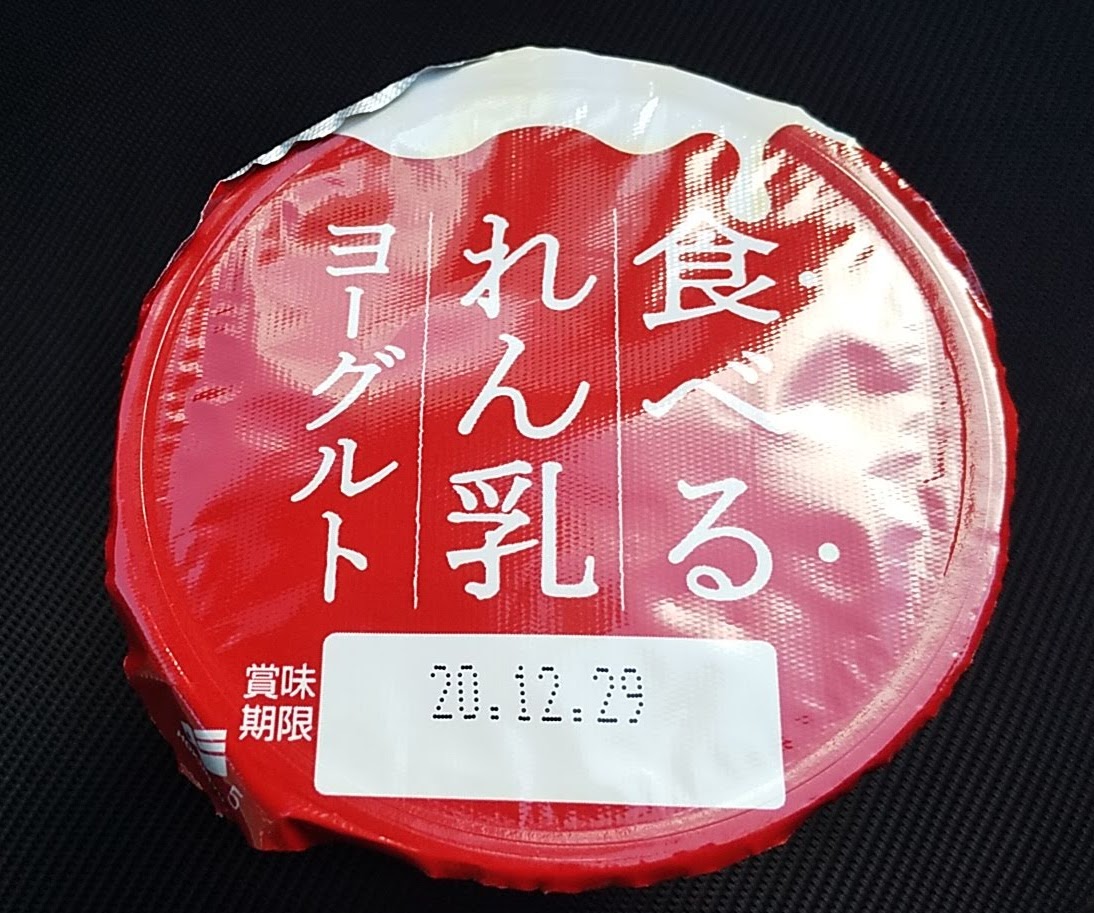 食べる
れん乳
ヨーグルト
賞味
期限
20.12.29